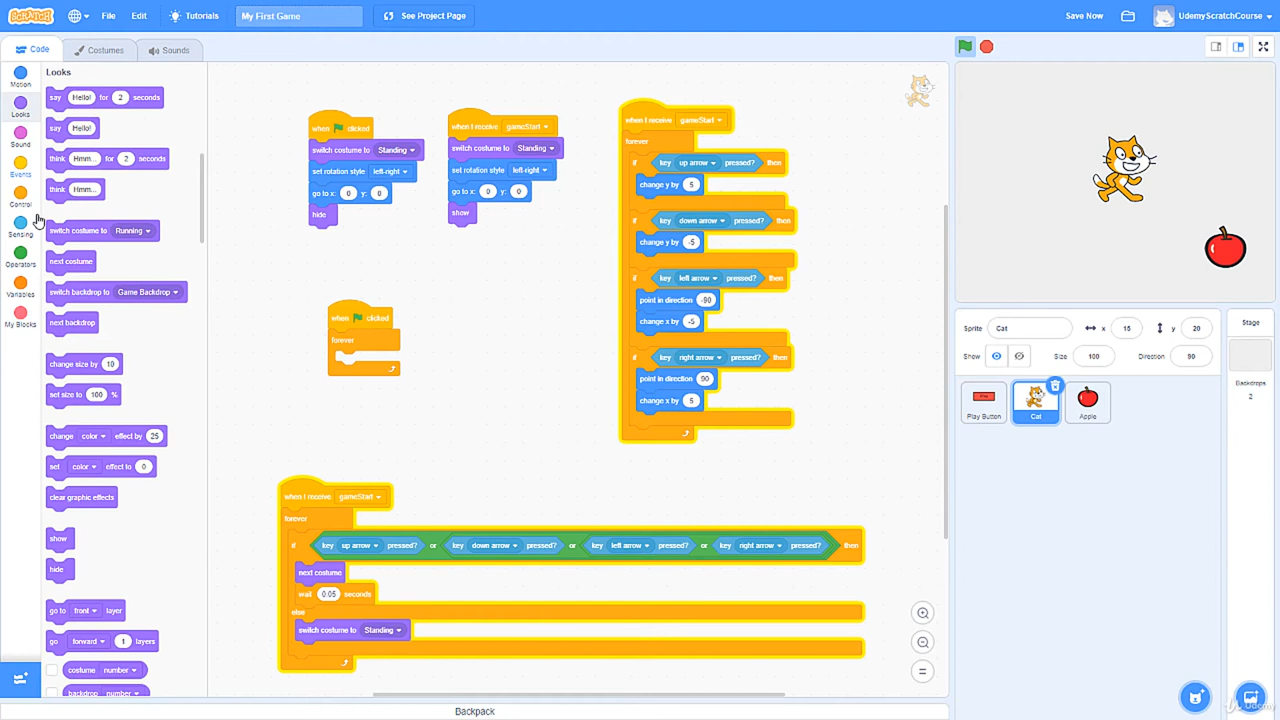 SCRATCH File Edit Tutorials My First Game See Project Page Save Now UdemyScratchCourse
Code Costumes Sounds
Motion
Looks
Sound
Events
Control
Sensing
Operators
Variables
My Blocks
Looks
say Hello! for 2 seconds
say Hello!
think Hmm... for 2 seconds
think Hmm...
switch costume to Running
next costume
switch backdrop to Game Backdrop
next backdrop
change size by 10
set size to 100 %
change color effect by 25
set color effect to 0
clear graphic effects
show
hide
go to front layer
go forward 1 layers
costume number
backdrop number
when clicked
switch costume to Standing
set rotation style left-right
go to x: 0 y: 0
hide
when I receive gameStart
switch costume to Standing
set rotation style left-right
go to x: 0 y: 0
show
when clicked
forever
when I receive gameStart
forever
if key up arrow pressed? then
change y by 5
if key down arrow pressed? then
change y by -5
if key left arrow pressed? then
point in direction -90
change x by -5
if key right arrow pressed? then
point in direction 90
change x by 5
when I receive gameStart
forever
if key up arrow pressed? or key down arrow pressed? or key left arrow pressed? or key right arrow pressed? then
next costume
wait 0.05 seconds
else
switch costume to Standing
Backpack
Sprite Cat x 15 y 20
Show Size 100 Direction 90
Play
Play Button
Cat
Apple
Stage
Backdrops
2
Udemy